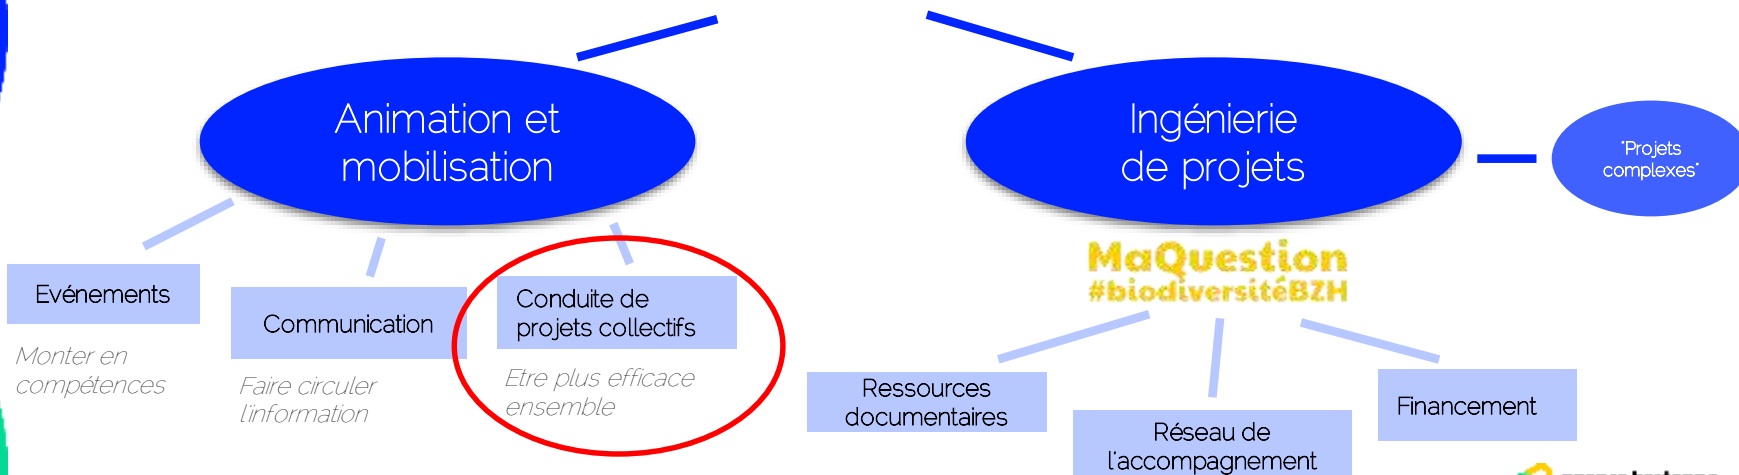 Animation et
mobilisation
Ingénierie
de projets
"Projets
complexes"
MaQuestion
#biodiversitéBZH
Evénements
Monter en
compétences
Communication
Faire circuler
l'information
Conduite de
projets collectifs
Etre plus efficace
ensemble
Ressources
documentaires
Réseau de
l'accompagnement
Financement